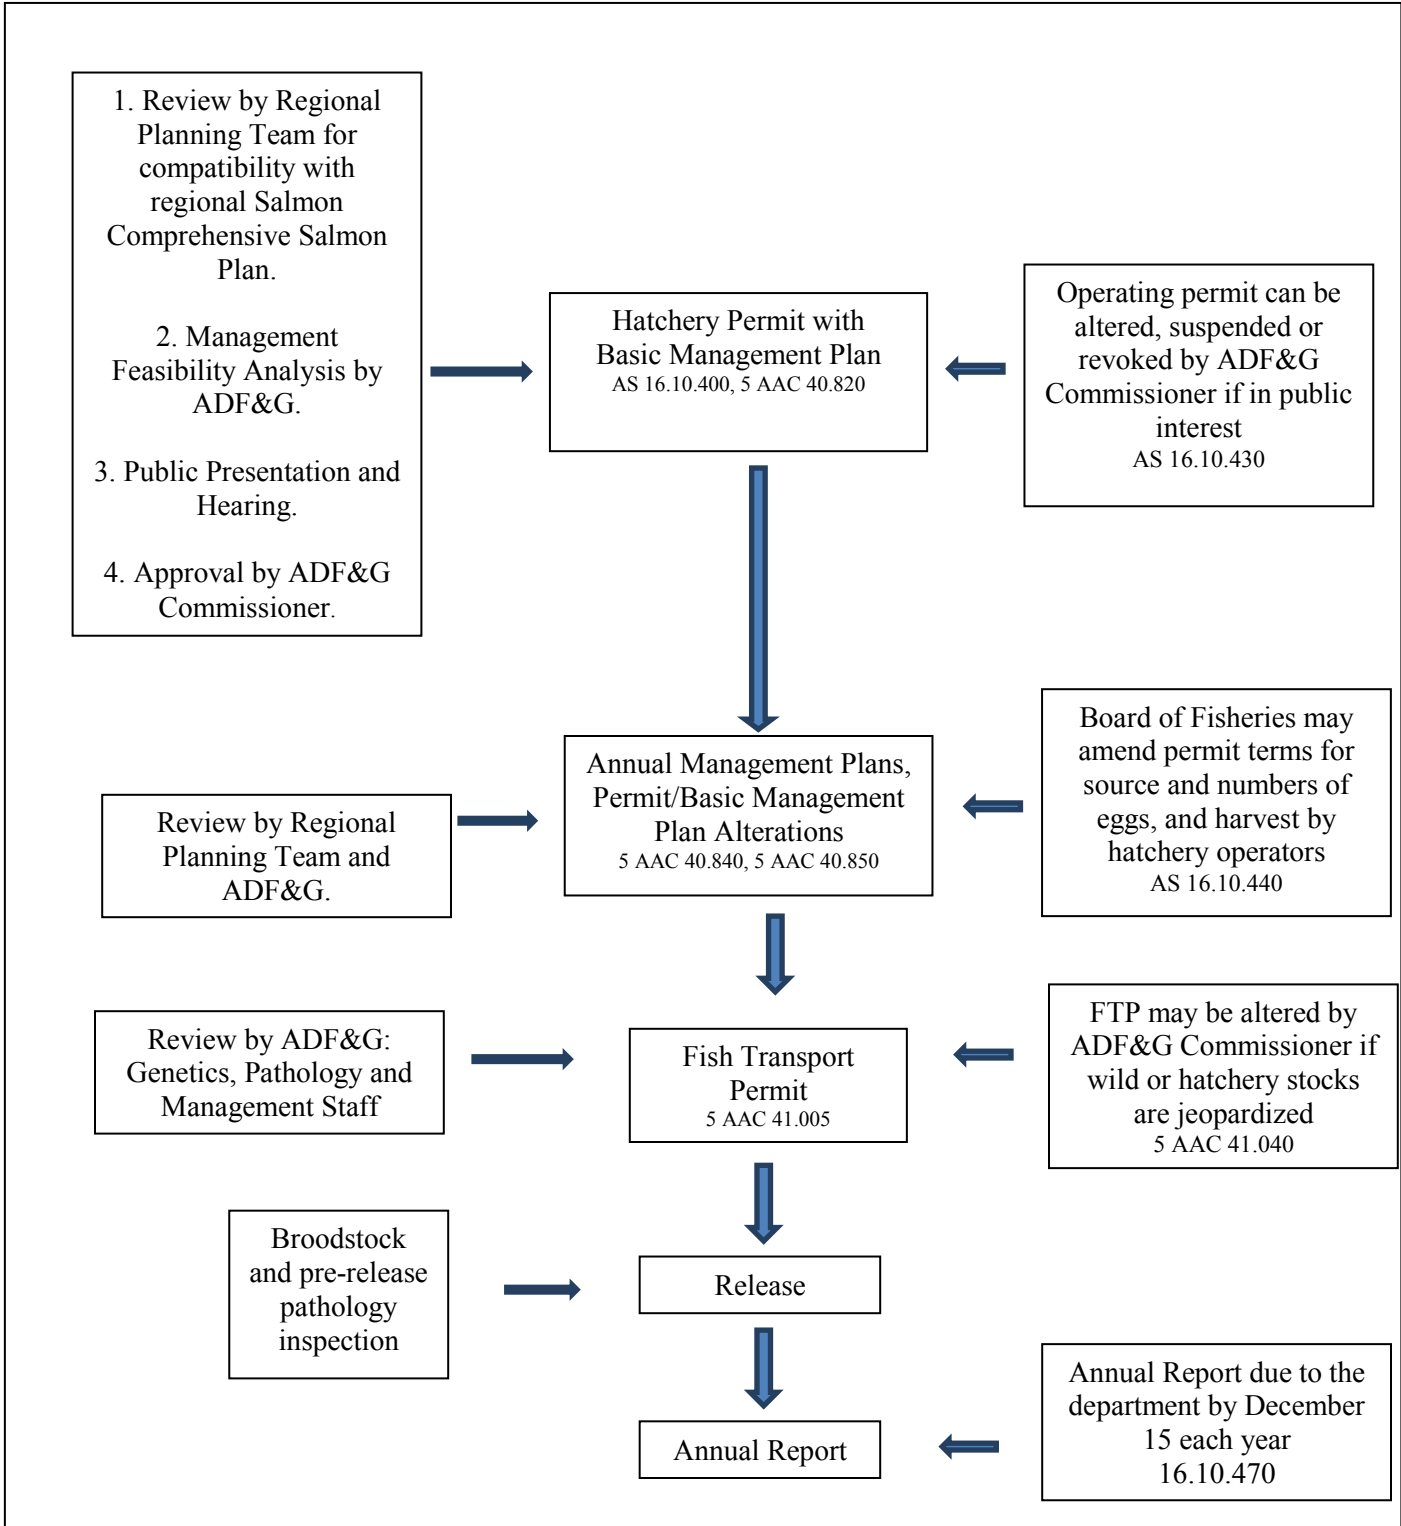 1. Review by Regional
Planning Team for
compatibility with
regional Salmon
Comprehensive Salmon
Plan.
2. Management
Feasibility Analysis by
ADF&G.
3. Public Presentation and
Hearing.
4. Approval by ADF&G
Commissioner.
Hatchery Permit with
Basic Management Plan
AS 16.10.400, 5 AAC 40.820
Operating permit can be
altered, suspended or
revoked by ADF&G
Commissioner if in public
interest
AS 16.10.430
Review by Regional
Planning Team and
ADF&G.
Annual Management Plans,
Permit/Basic Management
Plan Alterations
5 AAC 40.840, 5 AAC 40.850
Board of Fisheries may
amend permit terms for
source and numbers of
eggs, and harvest by
hatchery operators
AS 16.10.440
Review by ADF&G:
Genetics, Pathology and
Management Staff
Fish Transport
Permit
5 AAC 41.005
FTP may be altered by
ADF&G Commissioner if
wild or hatchery stocks
are jeopardized
5 AAC 41.040
Broodstock
and pre-release
pathology
inspection
Release
Annual Report
Annual Report due to the
department by December
15 each year
16.10.470